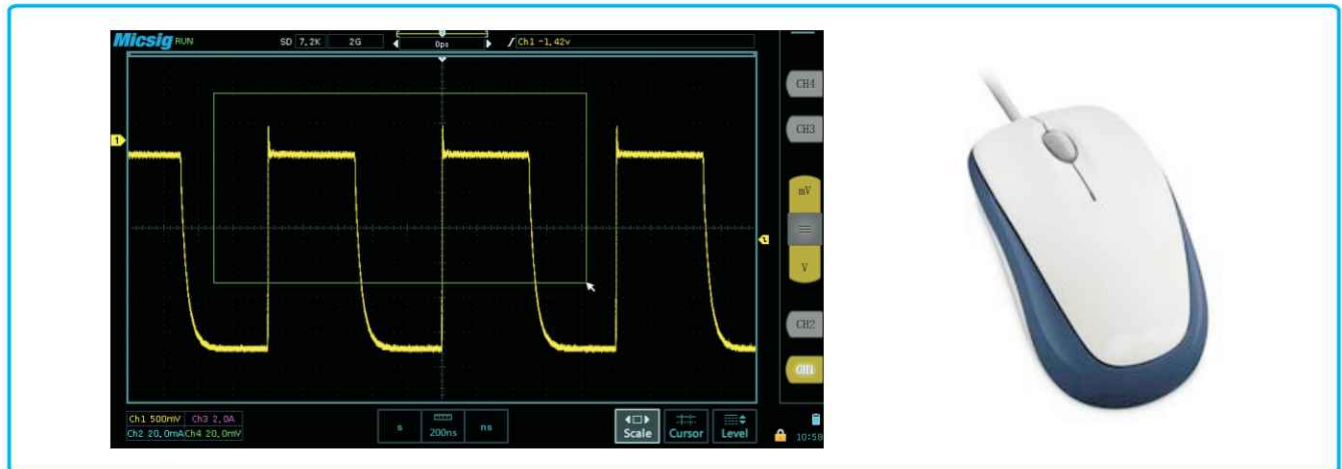 Micsig RUN SD 7.2K 2G 0ps Ch1 -1.42v
CH4
CH3
1
mV
V
CH2
CH1
Ch1 500mV Ch3 2.0A
Ch2 20.0mA Ch4 20.0mV
s 200ns ns
Scale Cursor Level
10:58